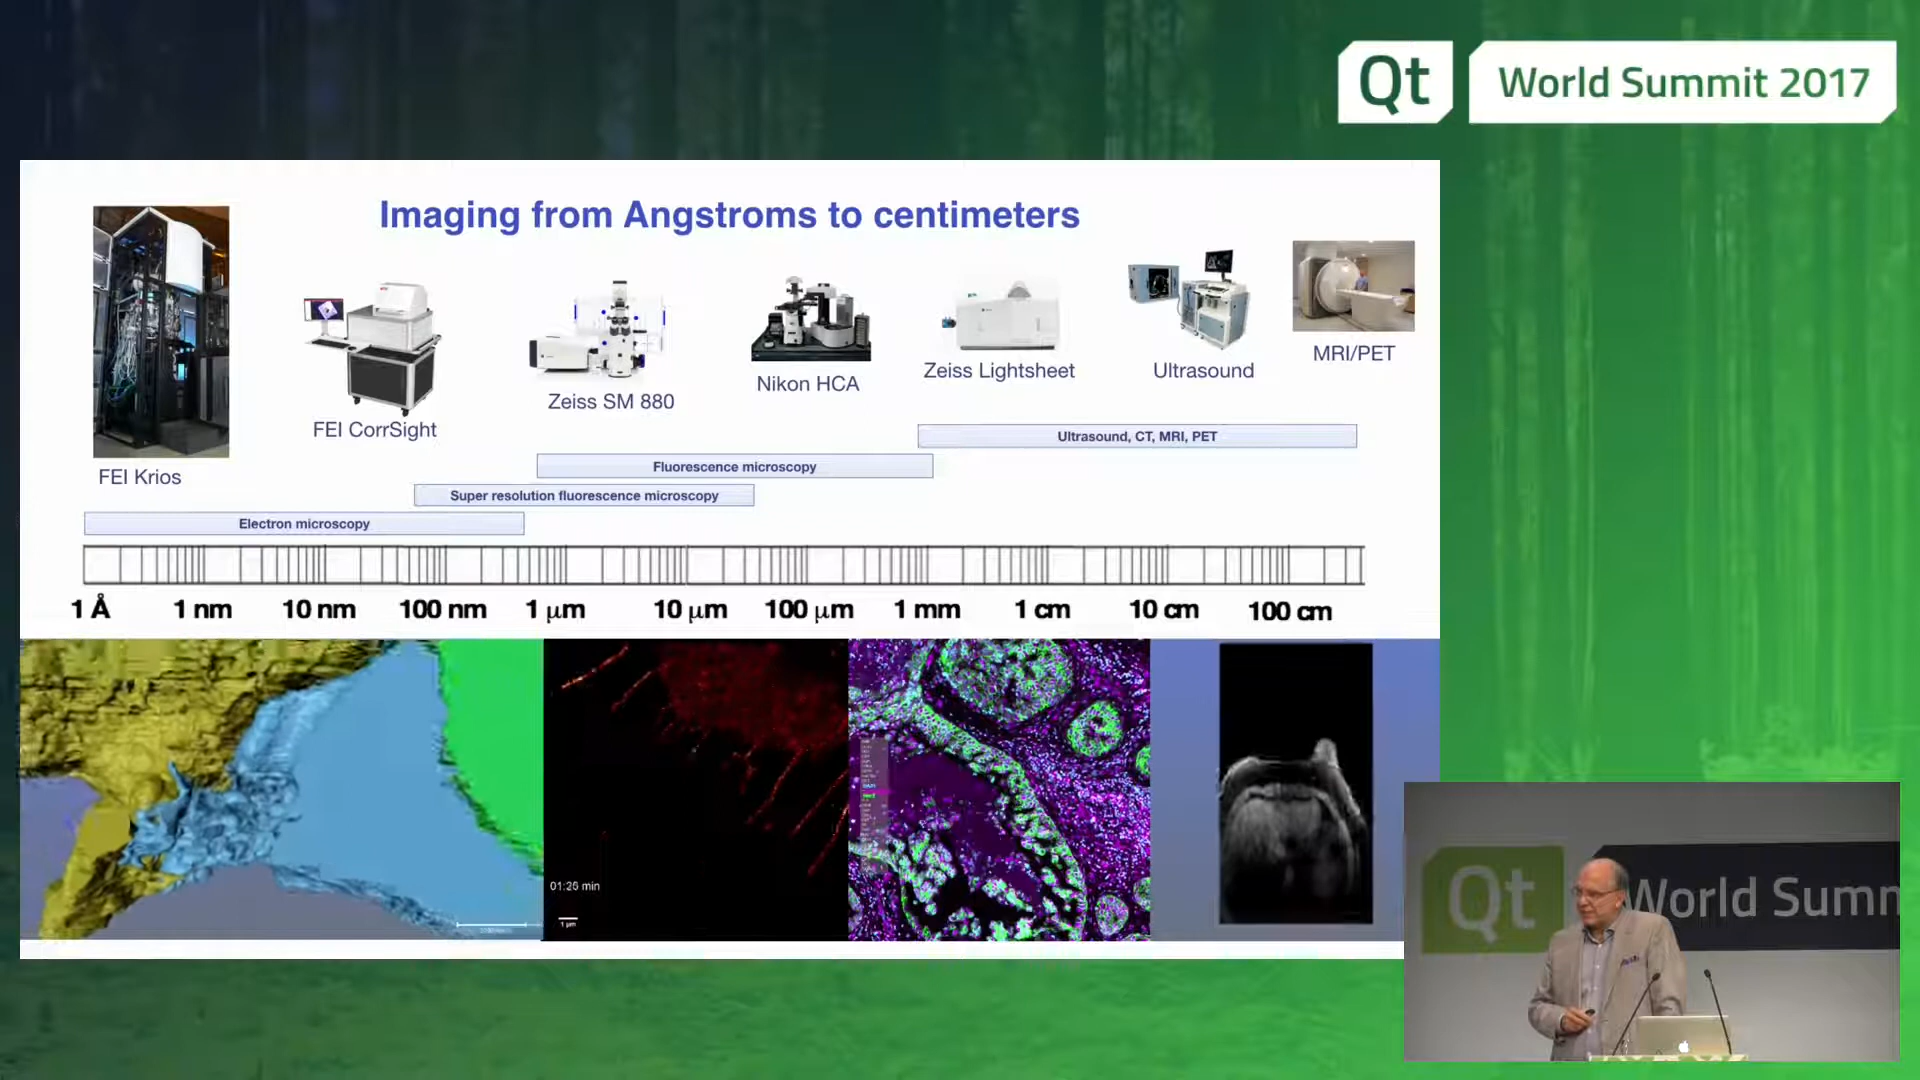 Qt World Summit 2017
Imaging from Angstroms to centimeters
FEI Krios
FEI CorrSight
Zeiss SM 880
Nikon HCA
Zeiss Lightsheet
Ultrasound
MRI/PET
Ultrasound, CT, MRI, PET
Fluorescence microscopy
Super resolution fluorescence microscopy
Electron microscopy
1 Å 1 nm 10 nm 100 nm 1 μm 10 μm 100 μm 1 mm 1 cm 10 cm 100 cm
01:25 min
1 μm
Qt World Summ